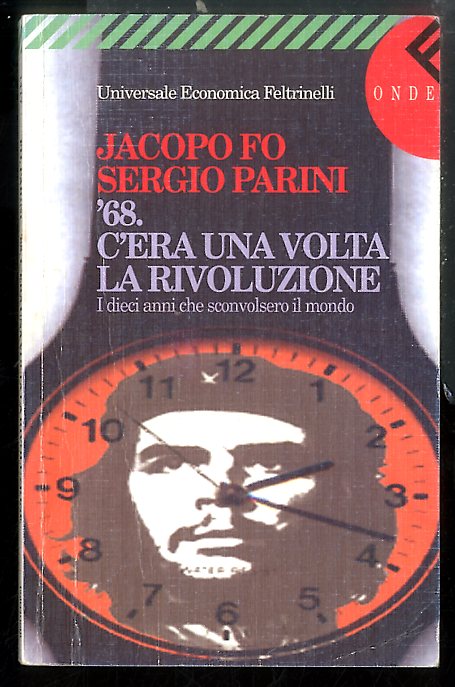 Universale Economica Feltrinelli
ONDE
JACOPO FO
SERGIO PARINI
'68.
C'ERA UNA VOLTA
LA RIVOLUZIONE
I dieci anni che sconvolsero il mondo
12
11
1
10
2
9
3
8
4
7
5
6